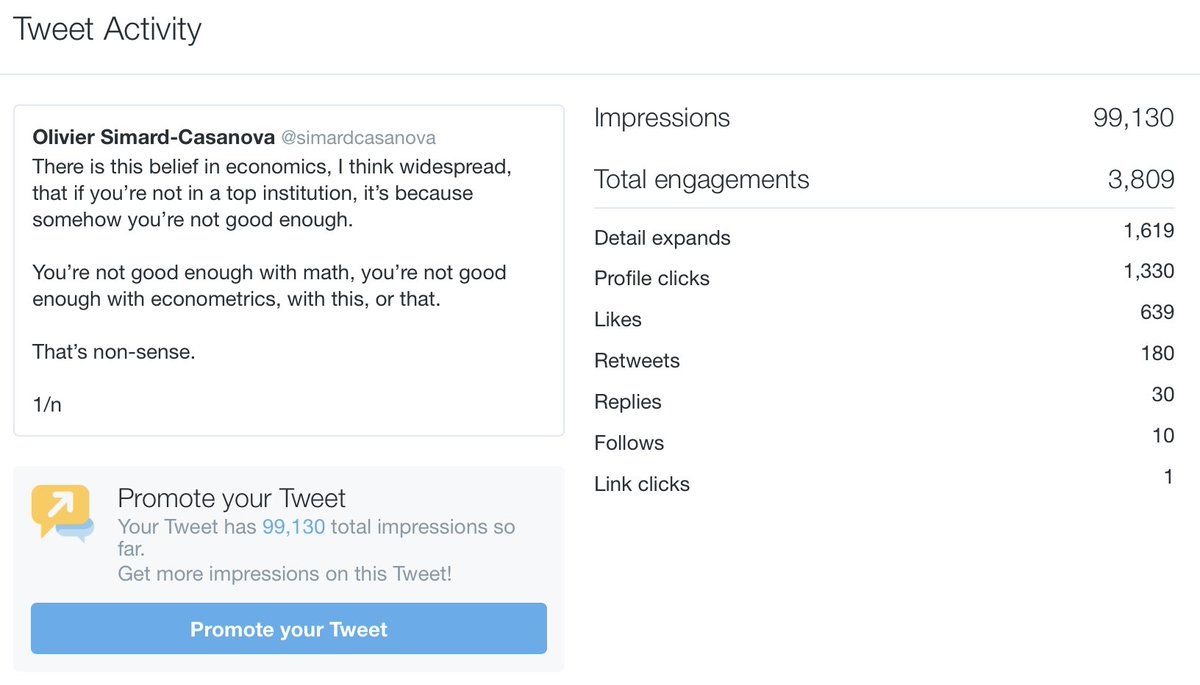 Tweet Activity
Olivier Simard-Casanova @simardcasanova
There is this belief in economics, I think widespread,
that if you’re not in a top institution, it’s because
somehow you’re not good enough.
You’re not good enough with math, you’re not good
enough with econometrics, with this, or that.
That’s non-sense.
1/n
Promote your Tweet
Your Tweet has 99,130 total impressions so
far.
Get more impressions on this Tweet!
Promote your Tweet
Impressions 99,130
Total engagements 3,809
Detail expands 1,619
Profile clicks 1,330
Likes 639
Retweets 180
Replies 30
Follows 10
Link clicks 1